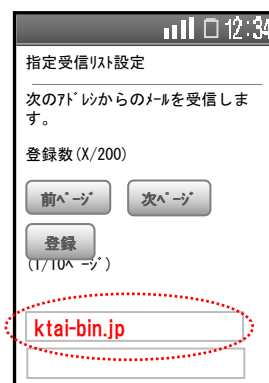 12:34
指定受信ﾘｽﾄ設定
次のｱﾄﾞﾚｽからのﾒｰﾙを受信しま
す。
登録数(X/200)
前ﾍﾟｰｼﾞ 次ﾍﾟｰｼﾞ
登録
(1/10ﾍﾟｰｼﾞ)
ktai-bin.jp